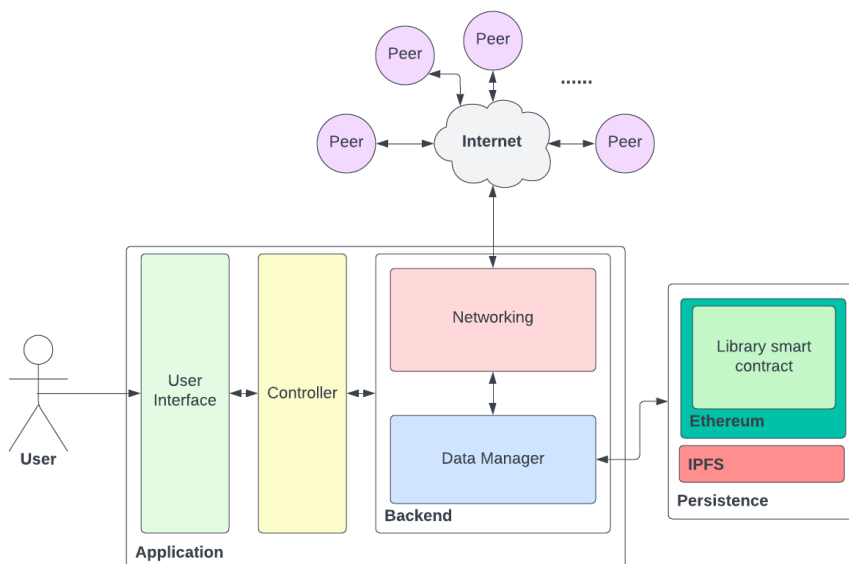 Peer
Peer
......
Peer
Internet
Peer
Networking
Library smart
contract
User
Interface
Controller
Ethereum
Data Manager
User
IPFS
Persistence
Backend
Application